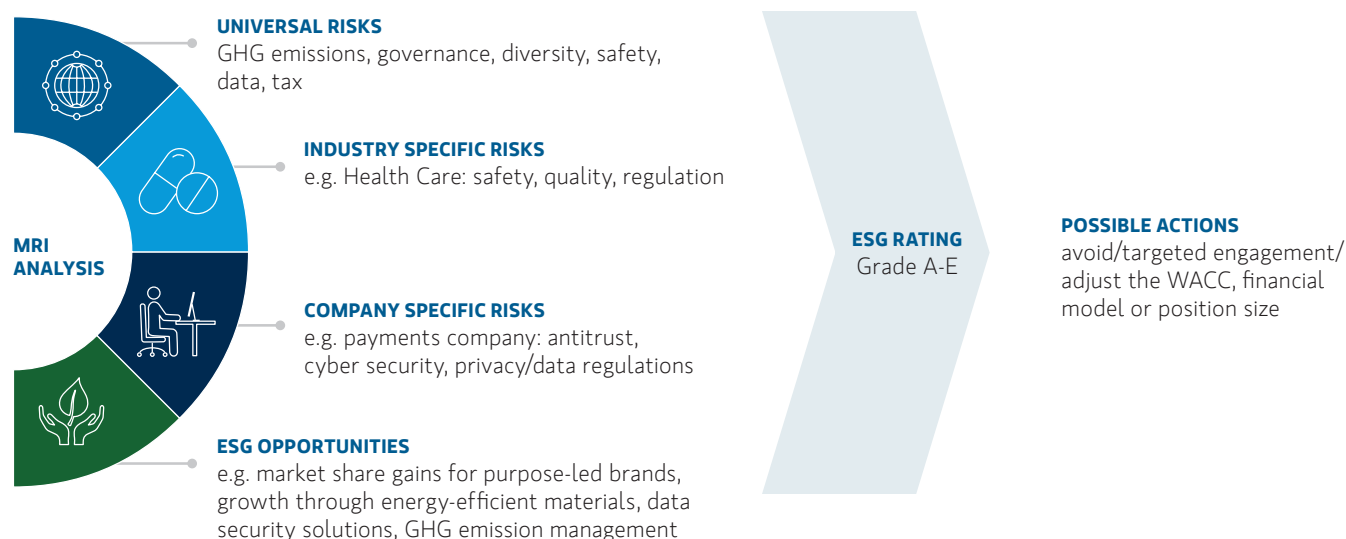 UNIVERSAL RISKS
GHG emissions, governance, diversity, safety,
data, tax
INDUSTRY SPECIFIC RISKS
e.g. Health Care: safety, quality, regulation
MRI
ANALYSIS
COMPANY SPECIFIC RISKS
e.g. payments company: antitrust,
cyber security, privacy/data regulations
ESG OPPORTUNITIES
e.g. market share gains for purpose-led brands,
growth through energy-efficient materials, data
security solutions, GHG emission management
ESG RATING
Grade A-E
POSSIBLE ACTIONS
avoid/targeted engagement/
adjust the WACC, financial
model or position size